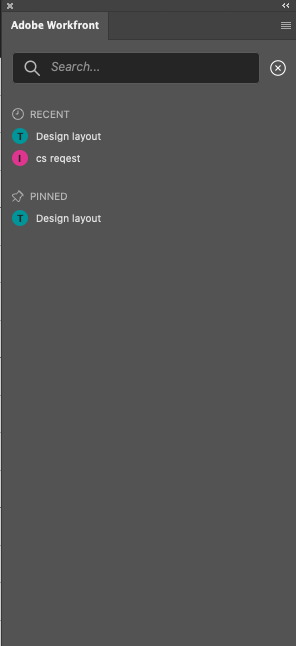 Adobe Workfront
Search...
RECENT
T Design layout
I cs reqest
PINNED
T Design layout